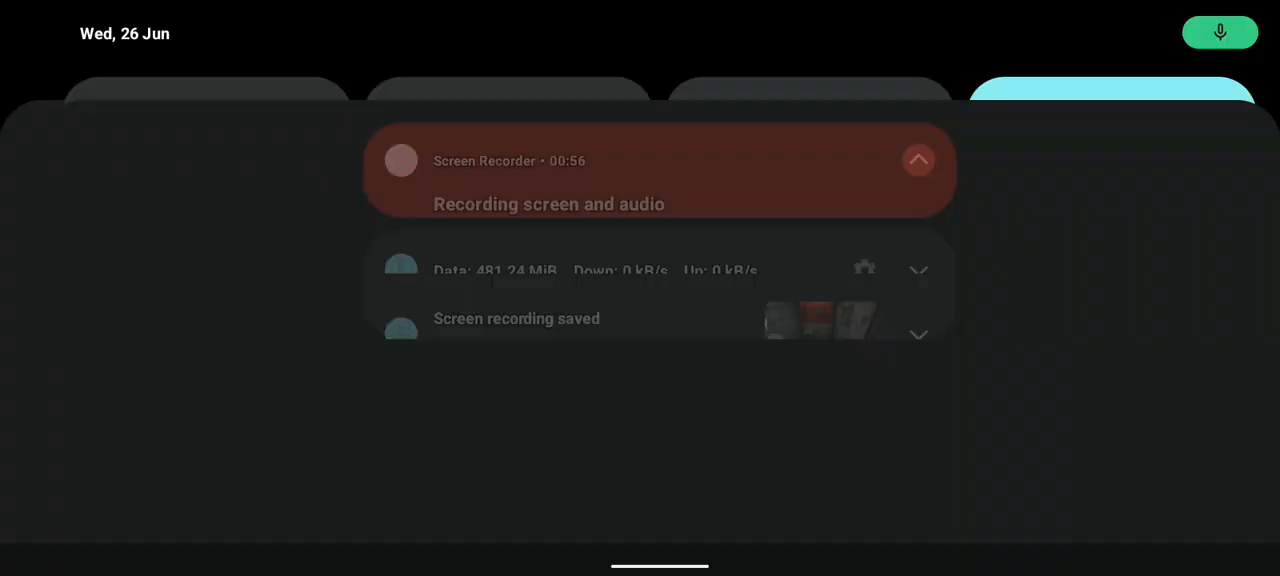 Wed, 26 Jun
Screen Recorder • 00:56
Recording screen and audio
Data: 481.24 MiB Down: 0 kB/s Up: 0 kB/s
Screen recording saved